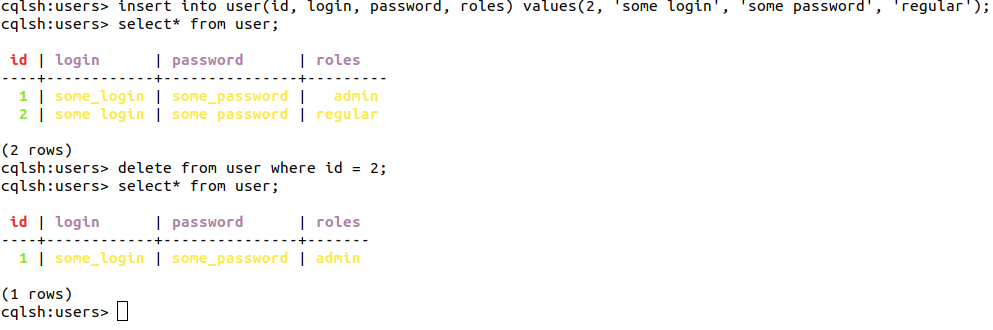 cqlsh:users> insert into user(id, login, password, roles) values(2, 'some login', 'some password', 'regular');
cqlsh:users> select* from user;
 id | login      | password      | roles
----+------------+---------------+---------
  1 | some_login | some_password |   admin
  2 | some login | some password | regular
(2 rows)
cqlsh:users> delete from user where id = 2;
cqlsh:users> select* from user;
 id | login      | password      | roles
----+------------+---------------+-------
  1 | some_login | some_password | admin
(1 rows)
cqlsh:users>